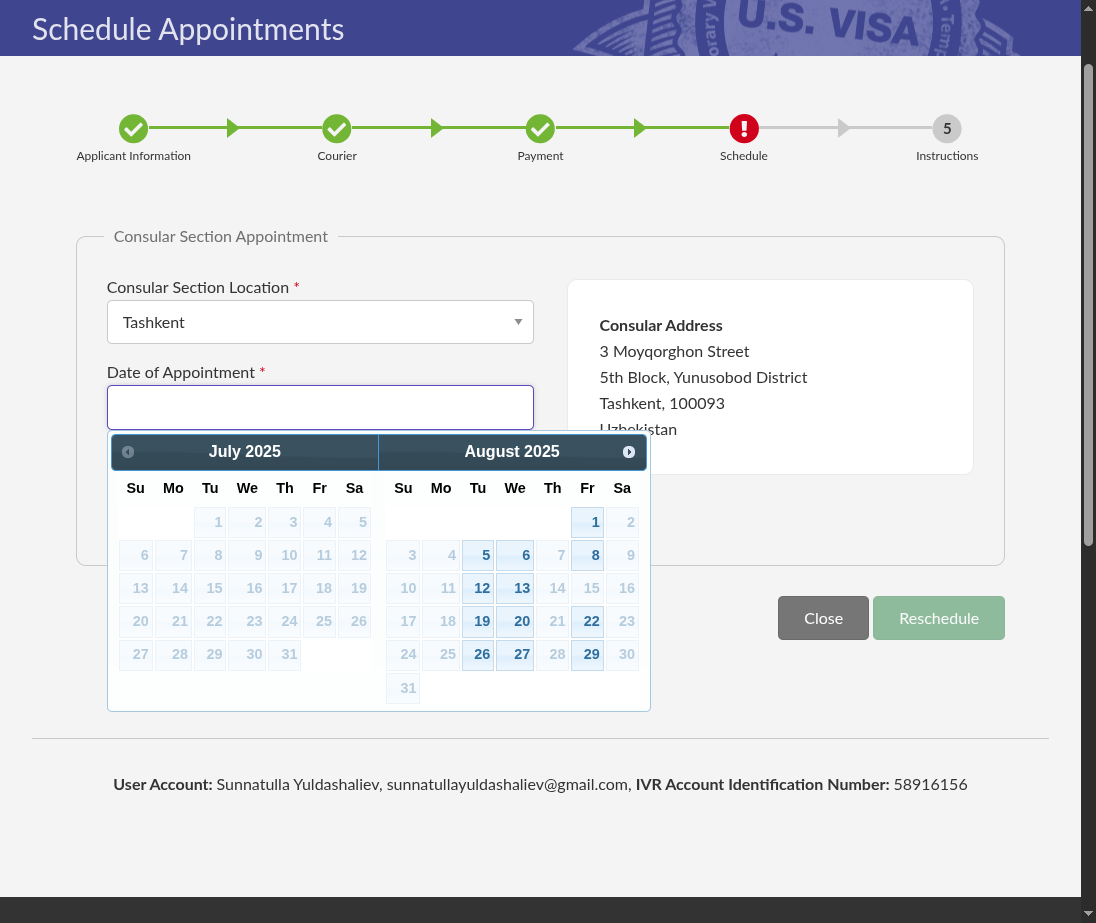 Schedule Appointments
U.S. VISA
Applicant Information
Courier
Payment
Schedule
5
Instructions
Consular Section Appointment
Consular Section Location *
Tashkent
Date of Appointment *
Consular Address
3 Moyqorghon Street
5th Block, Yunusobod District
Tashkent, 100093
Uzbekistan
July 2025
Su Mo Tu We Th Fr Sa
1 2 3 4 5
6 7 8 9 10 11 12
13 14 15 16 17 18 19
20 21 22 23 24 25 26
27 28 29 30 31
August 2025
Su Mo Tu We Th Fr Sa
1 2
3 4 5 6 7 8 9
10 11 12 13 14 15 16
17 18 19 20 21 22 23
24 25 26 27 28 29 30
31
Close
Reschedule
User Account: Sunnatulla Yuldashaliev, sunnatullayuldashaliev@gmail.com, IVR Account Identification Number: 58916156